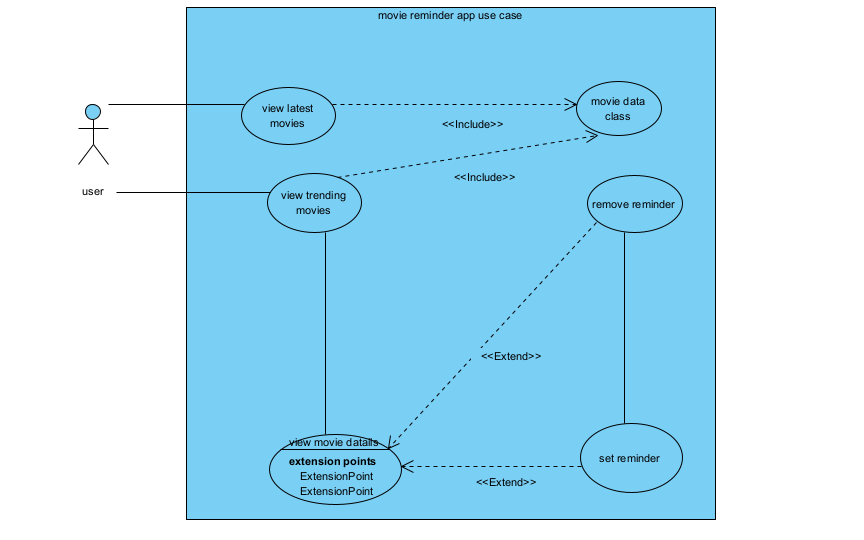 movie reminder app use case
view latest
movies
movie data
class
<<Include>>
<<Include>>
user
view trending
movies
remove reminder
<<Extend>>
view movie datails
extension points
ExtensionPoint
ExtensionPoint
set reminder
<<Extend>>